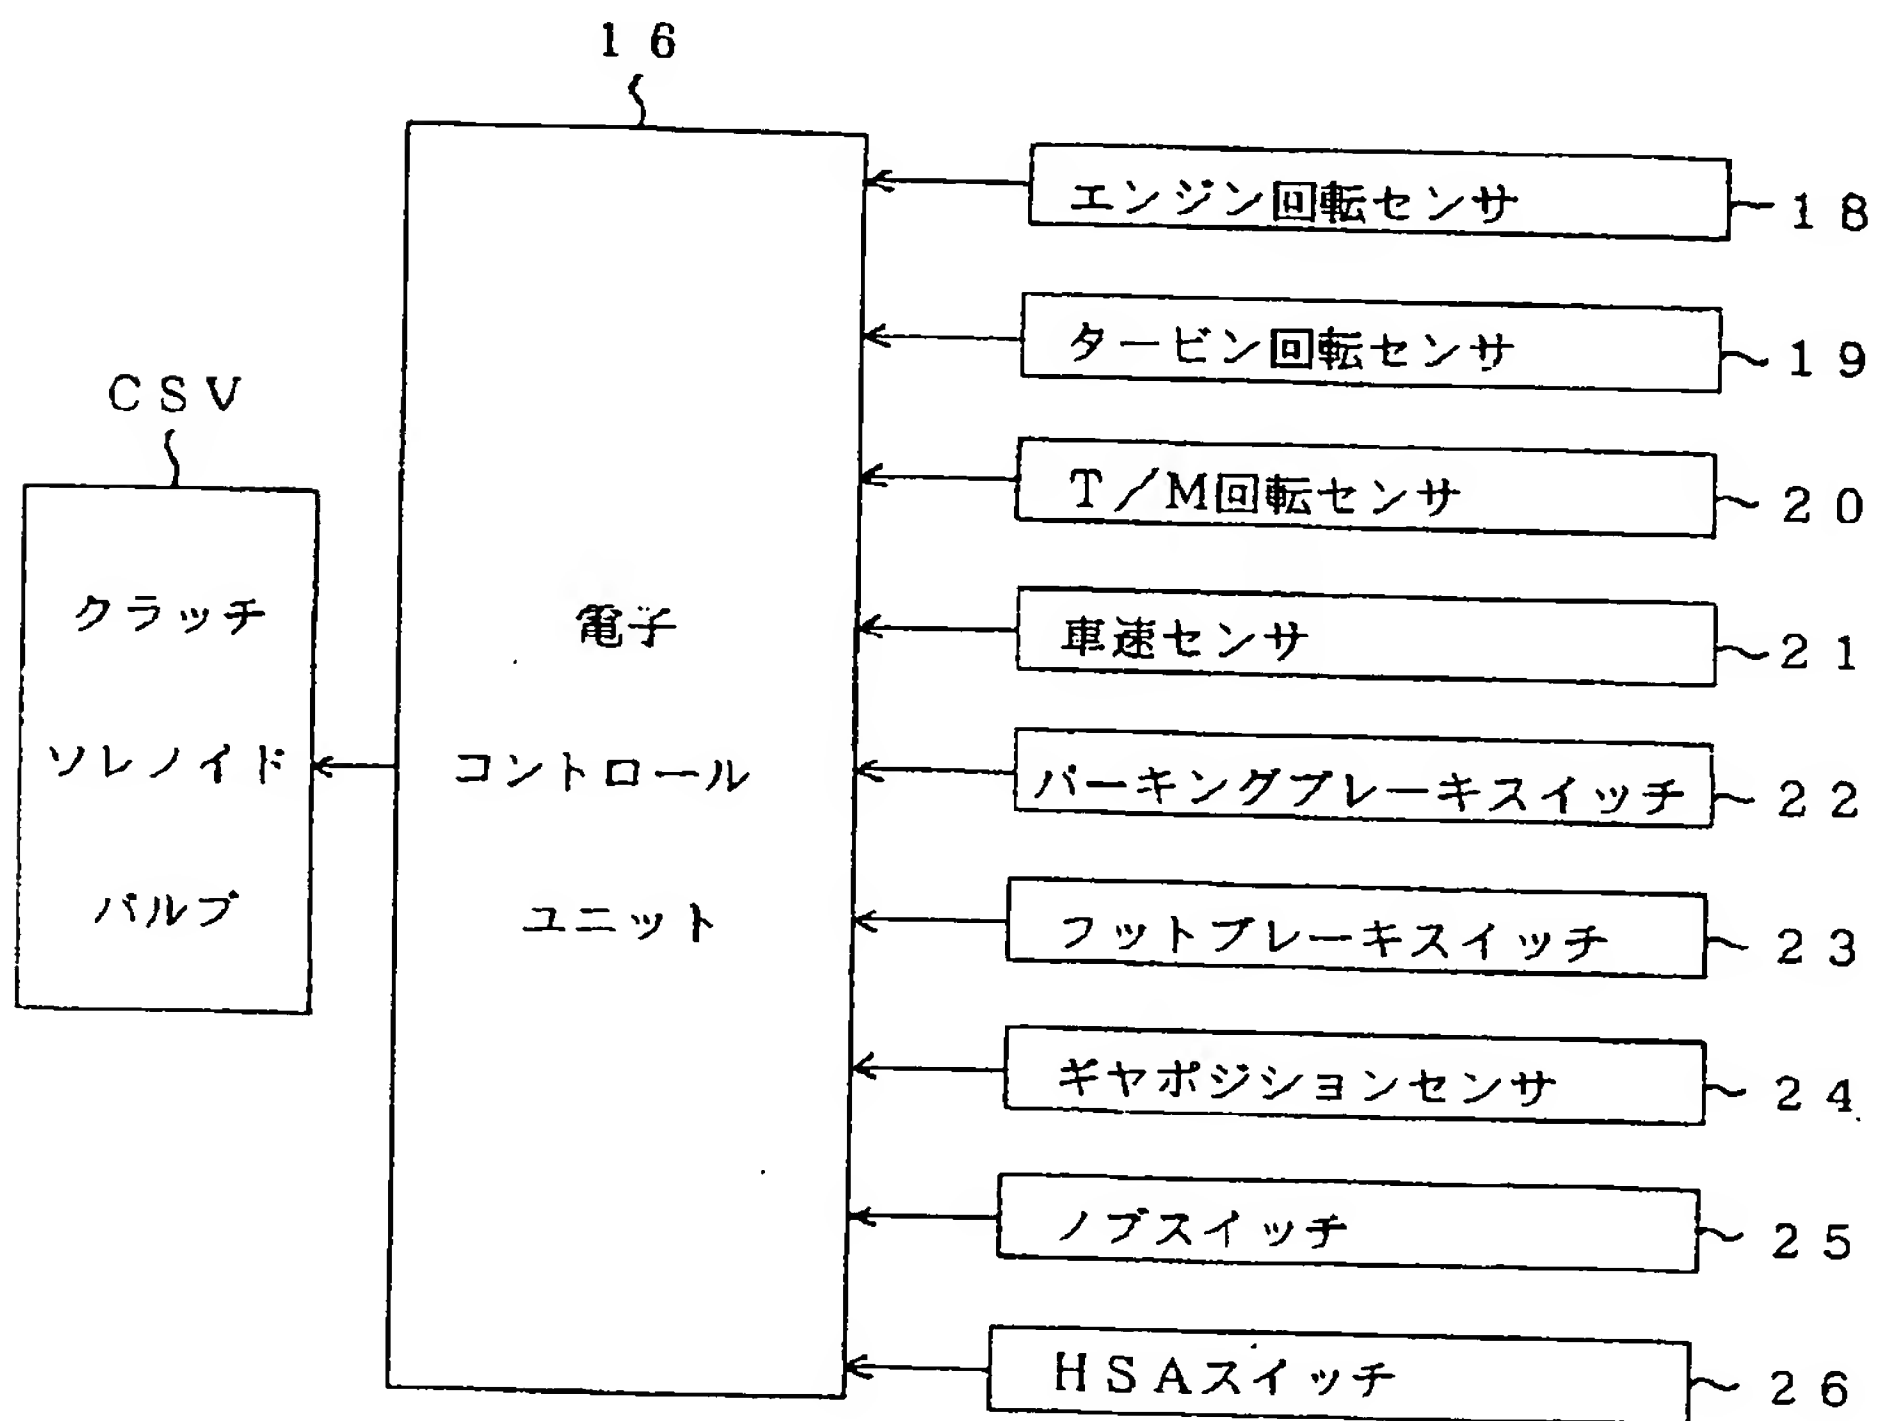 １６
エンジン回転センサ
１８
タービン回転センサ
１９
CSV
T／M回転センサ
２０
クラッチ
ソレノイド
バルブ
電子
コントロール
ユニット
車速センサ
２１
パーキングブレーキスイッチ
２２
フットブレーキスイッチ
２３
ギヤポジションセンサ
２４
ノブスイッチ
２５
HSAスイッチ
２６